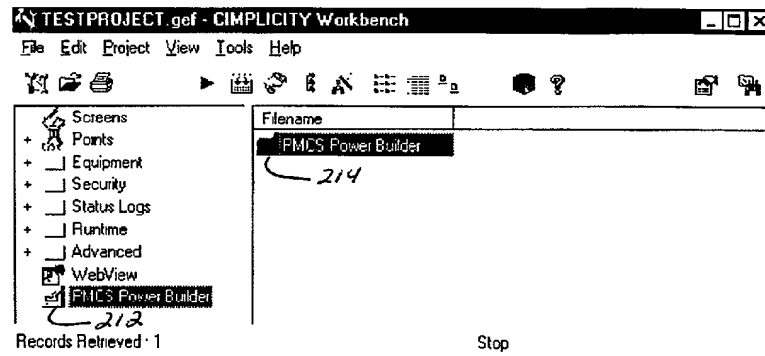 TESTPROJECT.gef - CIMPLICITY Workbench
File Edit Project View Tools Help
Screens
Points
Equipment
Security
Status Logs
Runtime
Advanced
WebView
PMCS Power Builder
212
Filename
PMCS Power Builder
214
Records Retrieved : 1
Stop